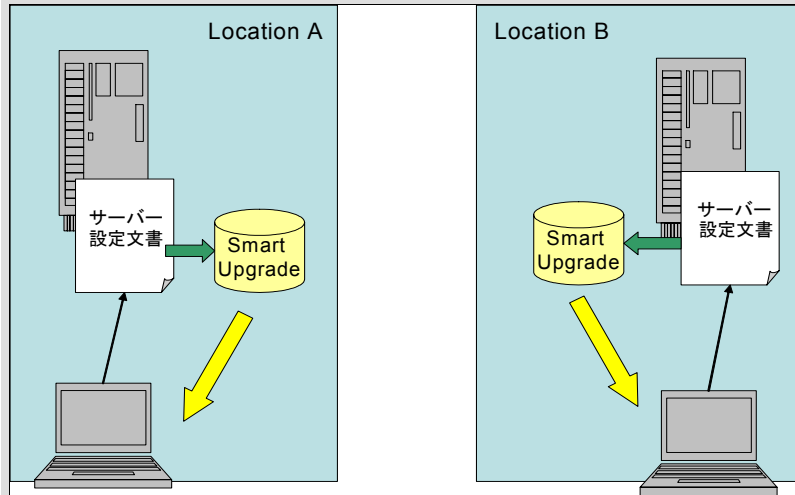 Location A
Location B
サーバー
設定文書
Smart
Upgrade
Smart
Upgrade
サーバー
設定文書